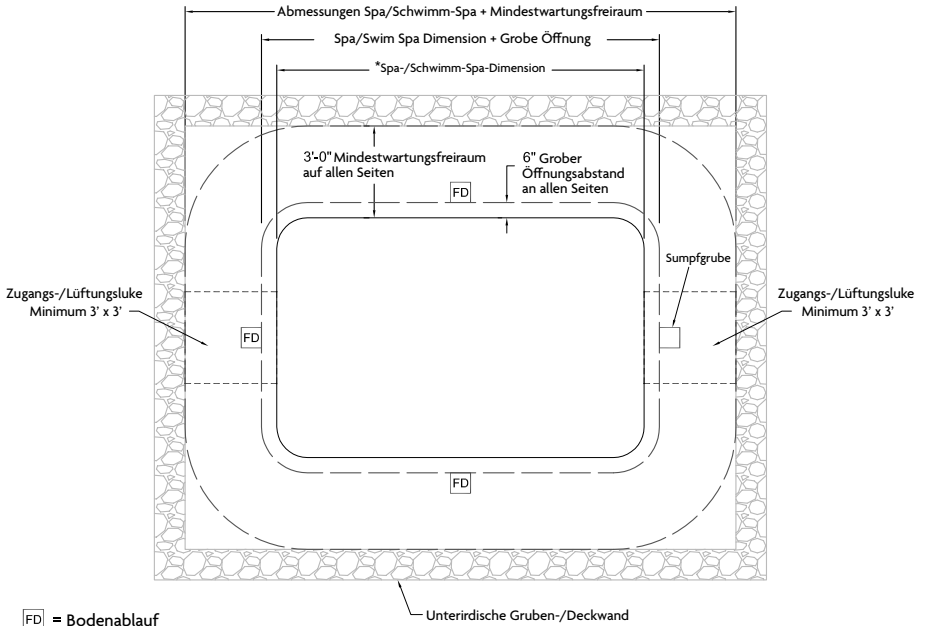 Abmessungen Spa/Schwimm-Spa + Mindestwartungsfreiraum
Spa/Swim Spa Dimension + Grobe Öffnung
*Spa-/Schwimm-Spa-Dimension
3'-0" Mindestwartungsfreiraum
auf allen Seiten
6" Grober
Öffnungsabstand
an allen Seiten
FD
Sumpfgrube
Zugangs-/Lüftungsluke
Minimum 3' x 3'
Zugangs-/Lüftungsluke
Minimum 3' x 3'
FD
FD
Unterirdische Gruben-/Deckwand
FD = Bodenablauf